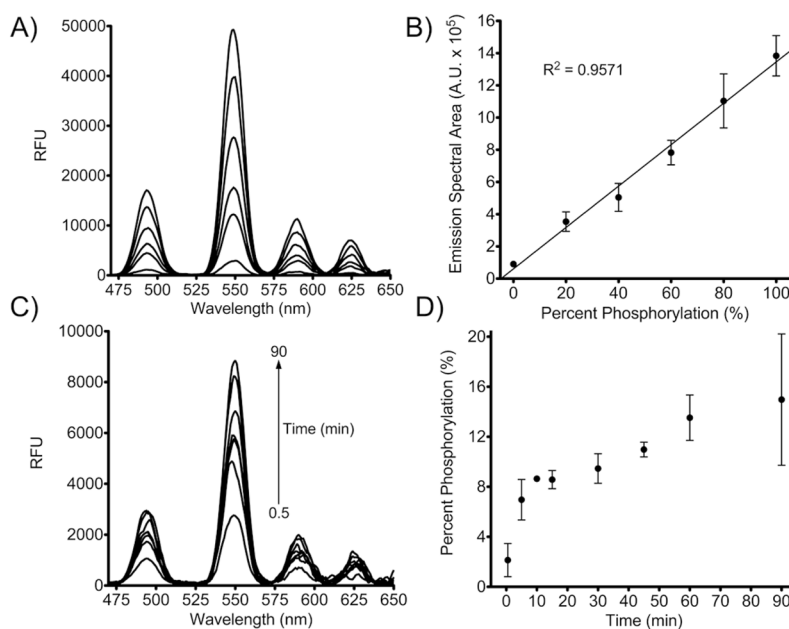 A)
50000
40000
30000
20000
10000
0
RFU
475 500 525 550 575 600 625 650
Wavelength (nm)
B)
16
14
12
10
8
6
4
2
0
Emission Spectral Area (A.U. x 10⁵)
R² = 0.9571
0 20 40 60 80 100
Percent Phosphorylation (%)
C)
10000
8000
6000
4000
2000
0
RFU
90
Time (min)
0.5
475 500 525 550 575 600 625 650
Wavelength (nm)
D)
20
16
12
8
4
0
Percent Phosphorylation (%)
0 10 20 30 40 50 60 70 80 90
Time (min)